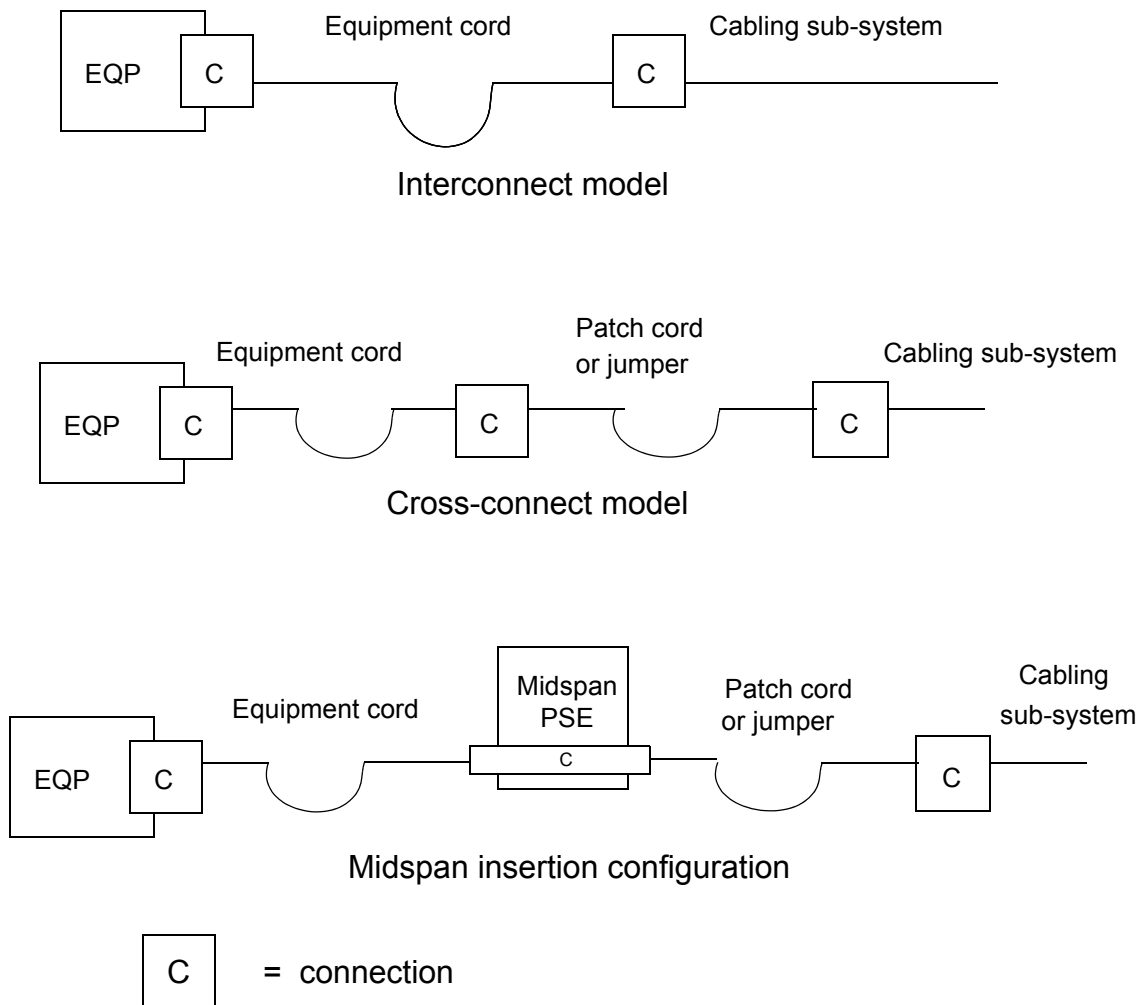 Equipment cord
Cabling sub-system
EQP
C
C
Interconnect model
Equipment cord
Patch cord
or jumper
Cabling sub-system
EQP
C
C
C
Cross-connect model
Equipment cord
Midspan
PSE
Patch cord
or jumper
Cabling
sub-system
EQP
C
C
C
Midspan insertion configuration
C = connection